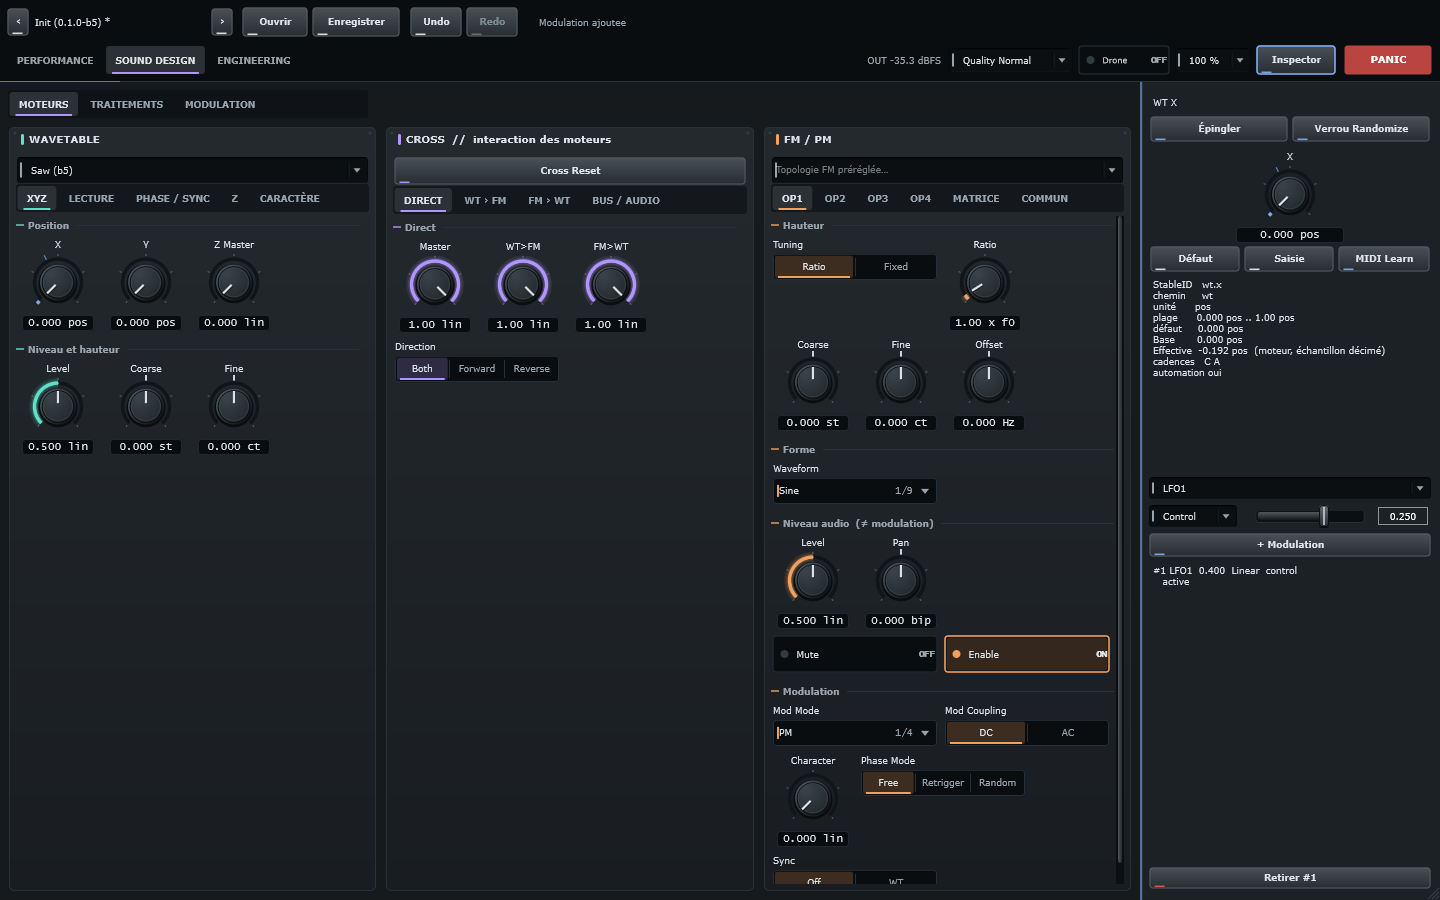 ‹ Init (0.1.0-b5) * › Ouvrir Enregistrer Undo Redo Modulation ajoutee
PERFORMANCE SOUND DESIGN ENGINEERING OUT -35.3 dBFS Quality Normal Drone OFF 100 % Inspector PANIC
MOTEURS TRAITEMENTS MODULATION
WAVETABLE
Saw (b5)
XYZ LECTURE PHASE / SYNC Z CARACTÈRE
Position
X Y Z Master
0.000 pos 0.000 pos 0.000 lin
Niveau et hauteur
Level Coarse Fine
0.500 lin 0.000 st 0.000 ct
CROSS // interaction des moteurs
Cross Reset
DIRECT WT › FM FM › WT BUS / AUDIO
Direct
Master WT>FM FM>WT
1.00 lin 1.00 lin 1.00 lin
Direction
Both Forward Reverse
FM / PM
Topologie FM préréglée...
OP1 OP2 OP3 OP4 MATRICE COMMUN
Hauteur
Tuning Ratio
Ratio Fixed
1.00 x f0
Coarse Fine Offset
0.000 st 0.000 ct 0.000 Hz
Forme
Waveform
Sine 1/9
Niveau audio (≠ modulation)
Level Pan
0.500 lin 0.000 bip
Mute OFF Enable ON
Modulation
Mod Mode Mod Coupling
PM 1/4 DC AC
Character Phase Mode
Free Retrigger Random
0.000 lin
Sync
Off WT
WT X
Épingler Verrou Randomize
X
0.000 pos
Défaut Saisie MIDI Learn
StableID wt.x
chemin wt
unité pos
plage 0.000 pos .. 1.00 pos
défaut 0.000 pos
Base 0.000 pos
Effective -0.192 pos (moteur, échantillon décimé)
cadences C A
automation oui
LFO1
Control 0.250
+ Modulation
#1 LFO1 0.400 Linear control
active
Retirer #1